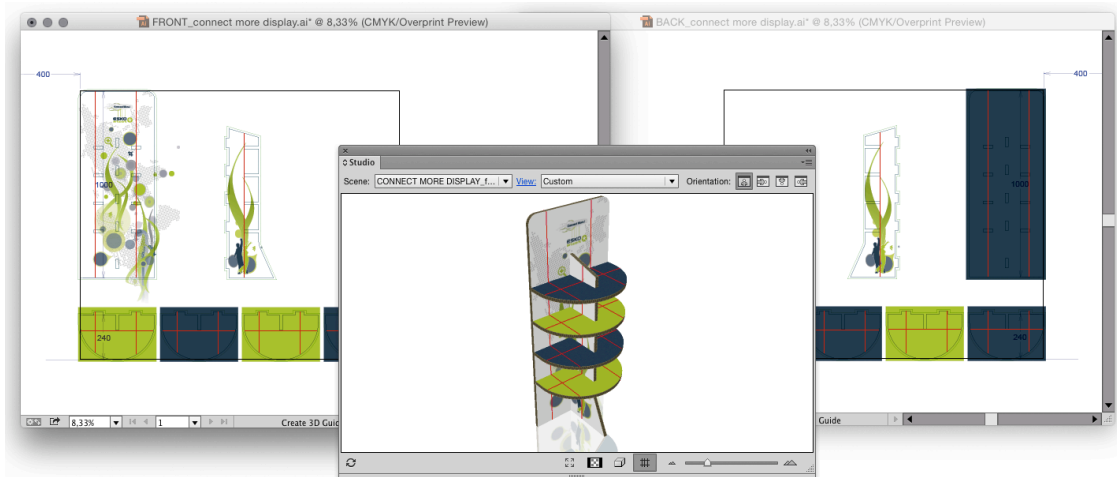 FRONT_connect more display.ai* @ 8,33% (CMYK/Overprint Preview)
BACK_connect more display.ai* @ 8,33% (CMYK/Overprint Preview)
400
400
ESKO
1000
1000
Studio
Scene: CONNECT MORE DISPLAY_f... View: Custom Orientation:
ESKO
240
240
8,33% 1 Create 3D Guid
Guide